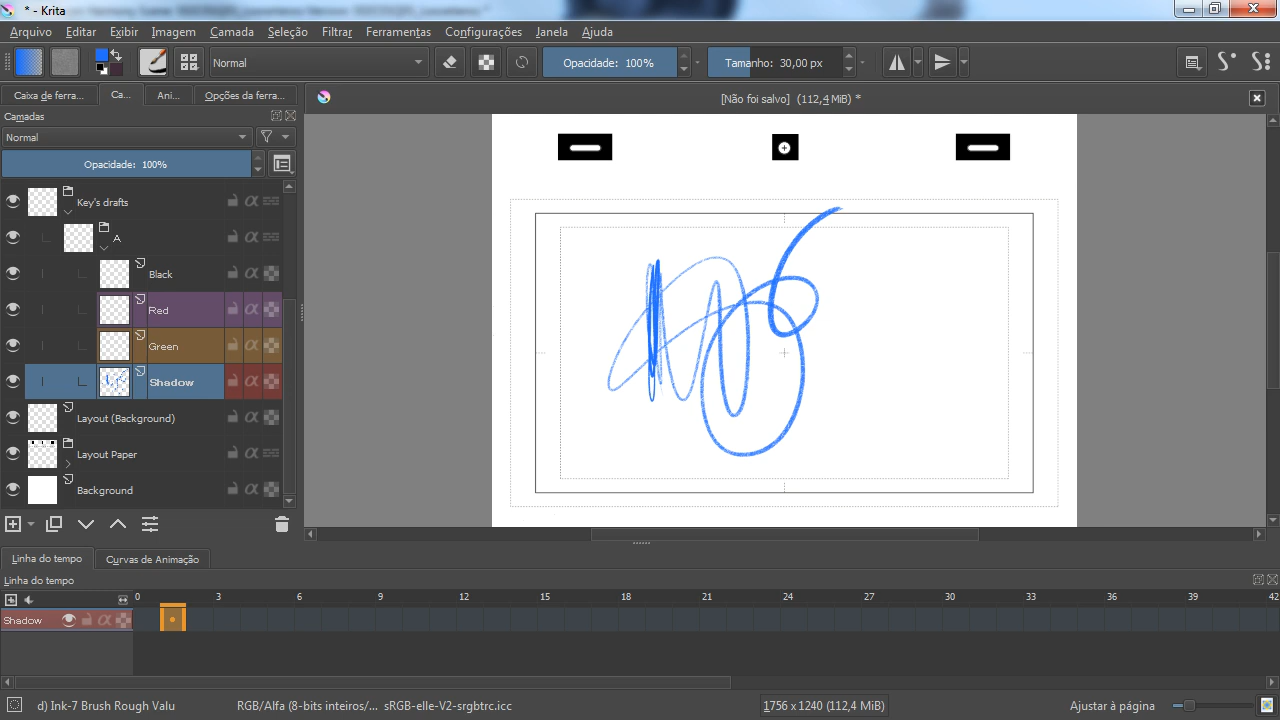 * - Krita
Arquivo Editar Exibir Imagem Camada Seleção Filtrar Ferramentas Configurações Janela Ajuda
Normal Opacidade: 100% Tamanho: 30,00 px
Caixa de ferra... Ca... Ani... Opções da ferra... [Não foi salvo] (112,4 MiB) *
Camadas
Normal
Opacidade: 100%
Key's drafts
A
Black
Red
Green
Shadow
Layout (Background)
Layout Paper
Background
Linha do tempo Curvas de Animação
Linha do tempo
0 3 6 9 12 15 18 21 24 27 30 33 36 39 42
Shadow
d) Ink-7 Brush Rough Valu RGB/Alfa (8-bits inteiros/... sRGB-elle-V2-srgbtrc.icc 1756 x 1240 (112,4 MiB) Ajustar à página